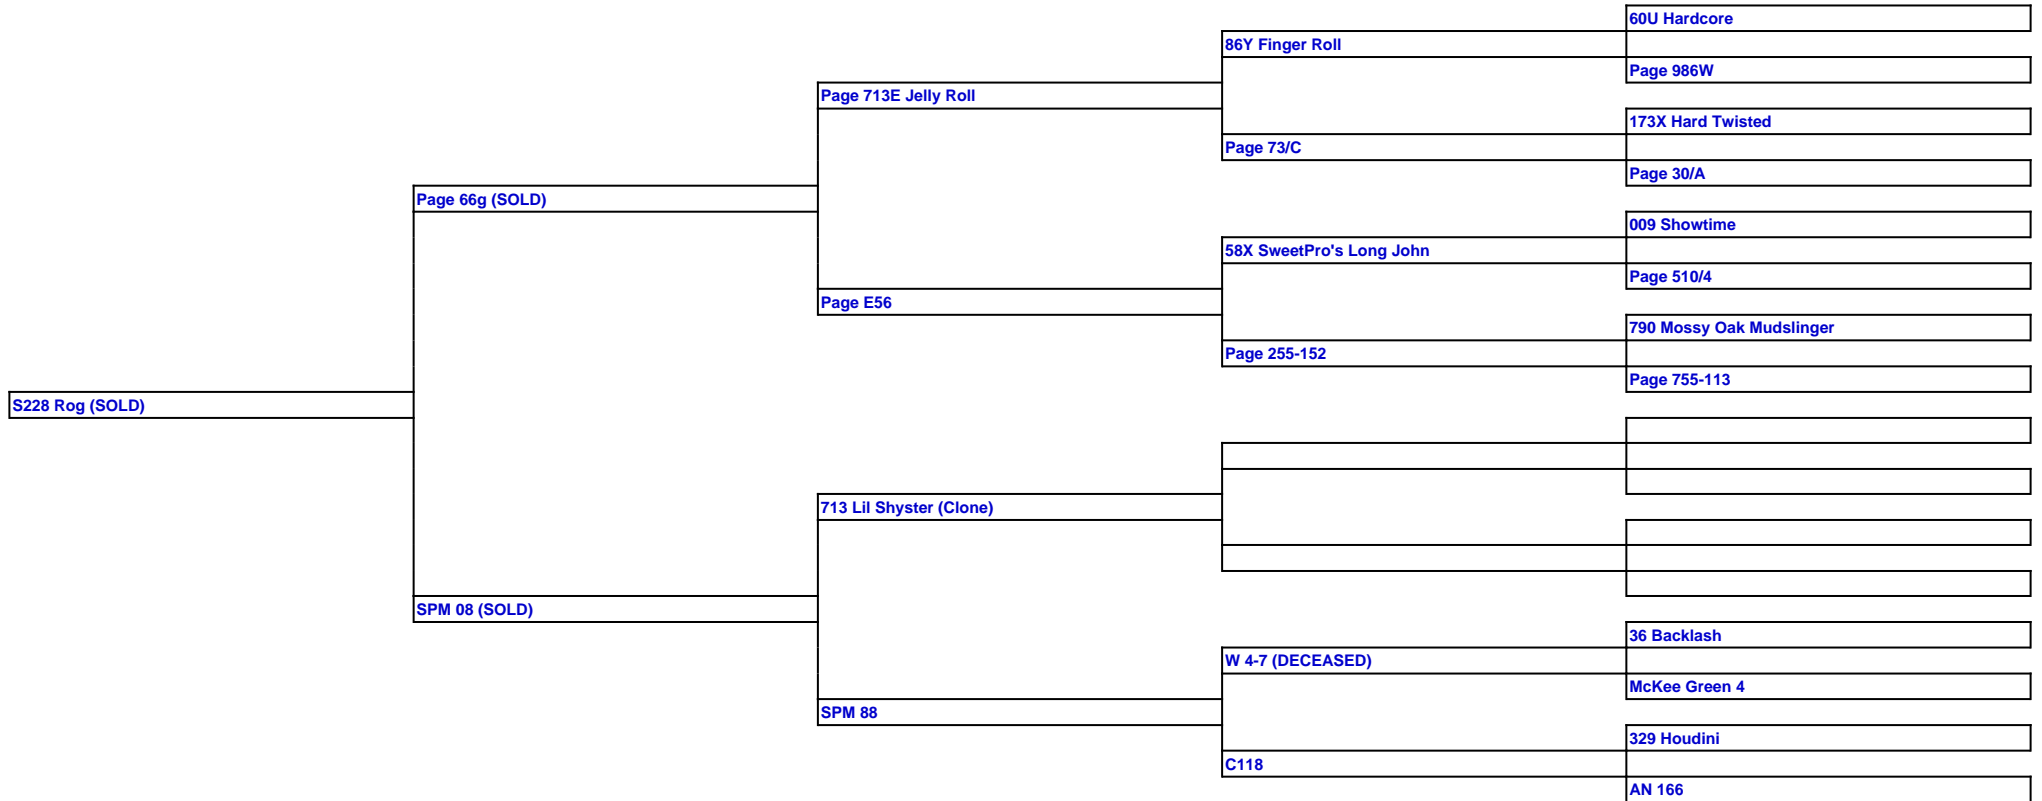 60U Hardcore
86Y Finger Roll
Page 986W
Page 713E Jelly Roll
173X Hard Twisted
Page 73/C
Page 30/A
Page 66g (SOLD)
009 Showtime
58X SweetPro's Long John
Page 510/4
Page E56
790 Mossy Oak Mudslinger
Page 255-152
Page 755-113
S228 Rog (SOLD)
713 Lil Shyster (Clone)
SPM 08 (SOLD)
36 Backlash
W 4-7 (DECEASED)
McKee Green 4
SPM 88
329 Houdini
C118
AN 166